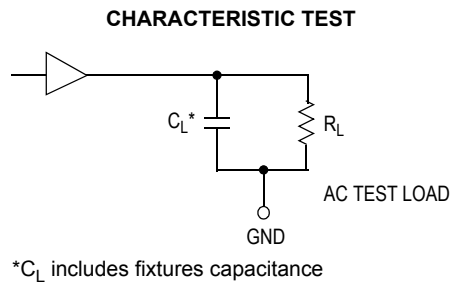 CHARACTERISTIC TEST
C_L*
R_L
AC TEST LOAD
GND
*C_L includes fixtures capacitance